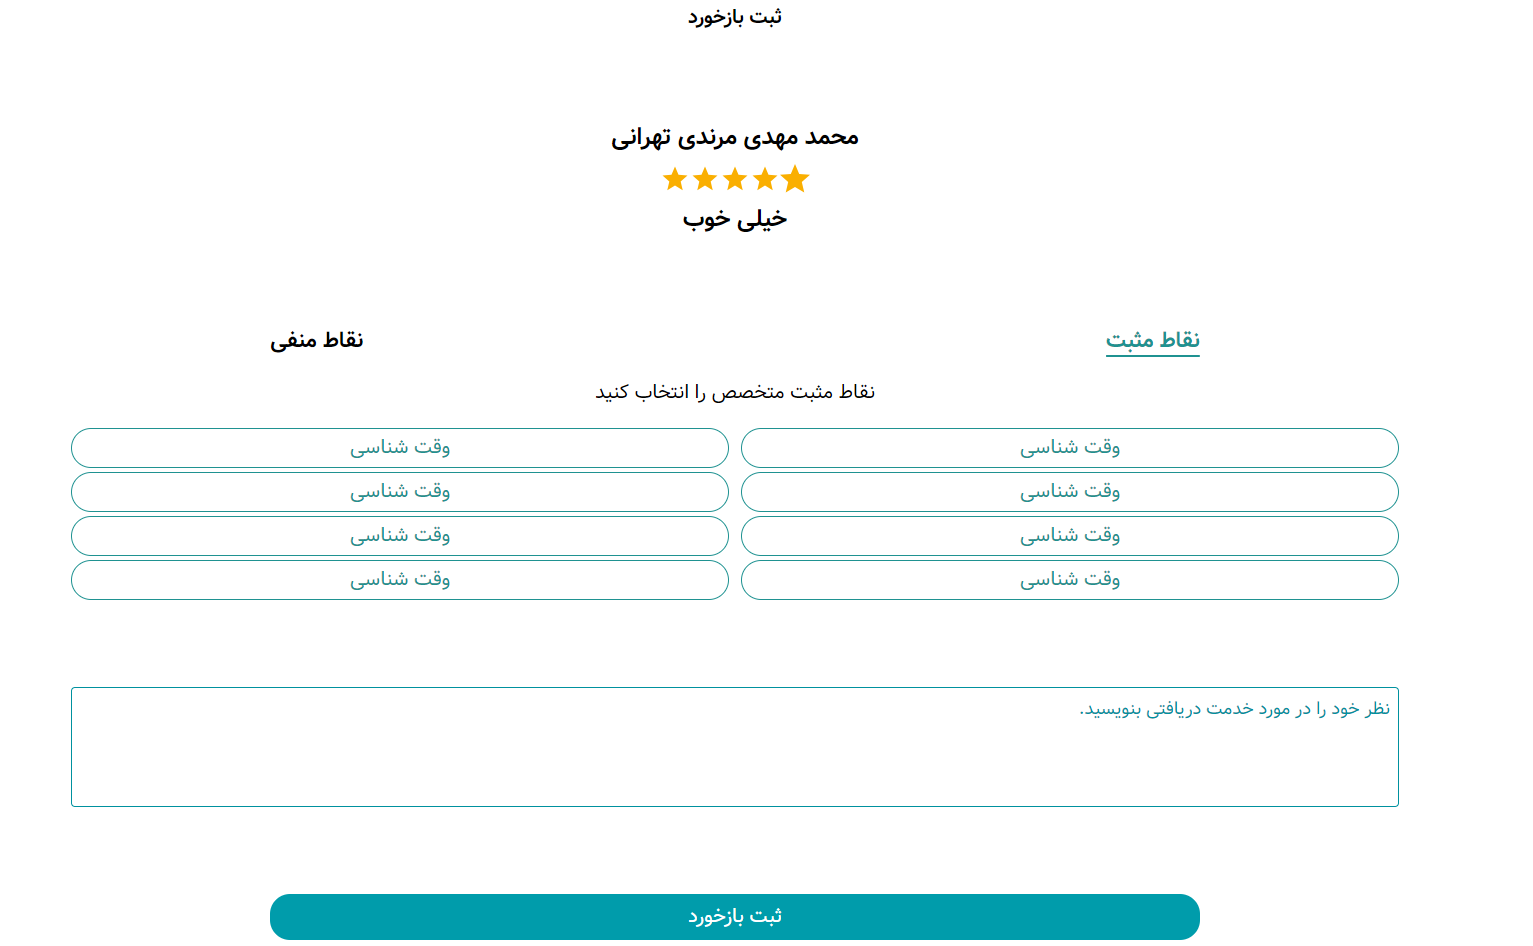 ثبت بازخورد
محمد مهدی مرندی تهرانی
خیلی خوب
نقاط مثبت
نقاط منفی
نقاط مثبت متخصص را انتخاب کنید
وقت شناسی
وقت شناسی
وقت شناسی
وقت شناسی
وقت شناسی
وقت شناسی
وقت شناسی
وقت شناسی
نظر خود را در مورد خدمت دریافتی بنویسید.
ثبت بازخورد